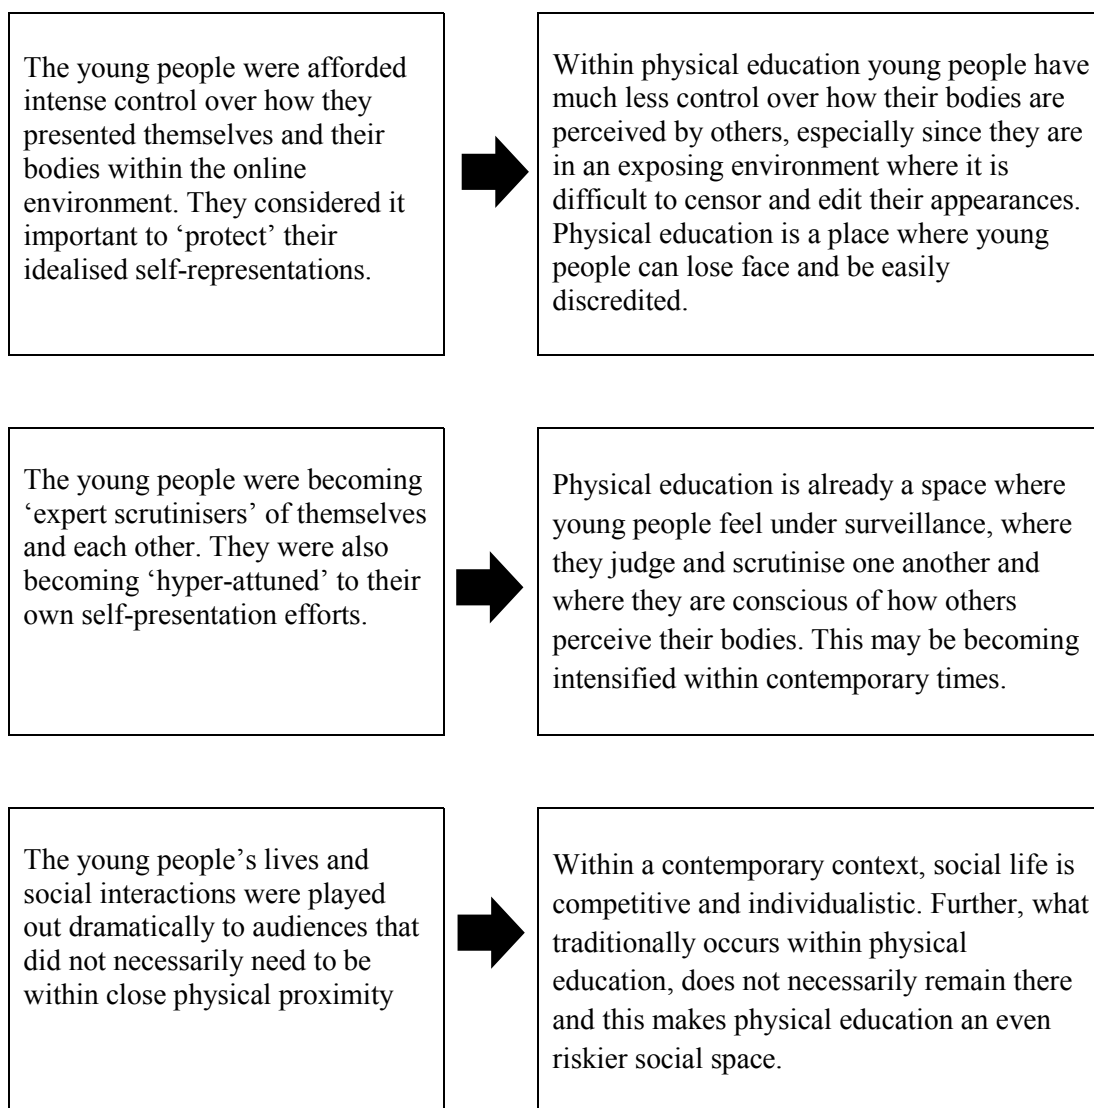 The young people were afforded
intense control over how they
presented themselves and their
bodies within the online
environment. They considered it
important to ‘protect’ their
idealised self-representations.
Within physical education young people have
much less control over how their bodies are
perceived by others, especially since they are
in an exposing environment where it is
difficult to censor and edit their appearances.
Physical education is a place where young
people can lose face and be easily
discredited.
The young people were becoming
‘expert scrutinisers’ of themselves
and each other. They were also
becoming ‘hyper-attuned’ to their
own self-presentation efforts.
Physical education is already a space where
young people feel under surveillance, where
they judge and scrutinise one another and
where they are conscious of how others
perceive their bodies. This may be becoming
intensified within contemporary times.
The young people’s lives and
social interactions were played
out dramatically to audiences that
did not necessarily need to be
within close physical proximity
Within a contemporary context, social life is
competitive and individualistic. Further, what
traditionally occurs within physical
education, does not necessarily remain there
and this makes physical education an even
riskier social space.